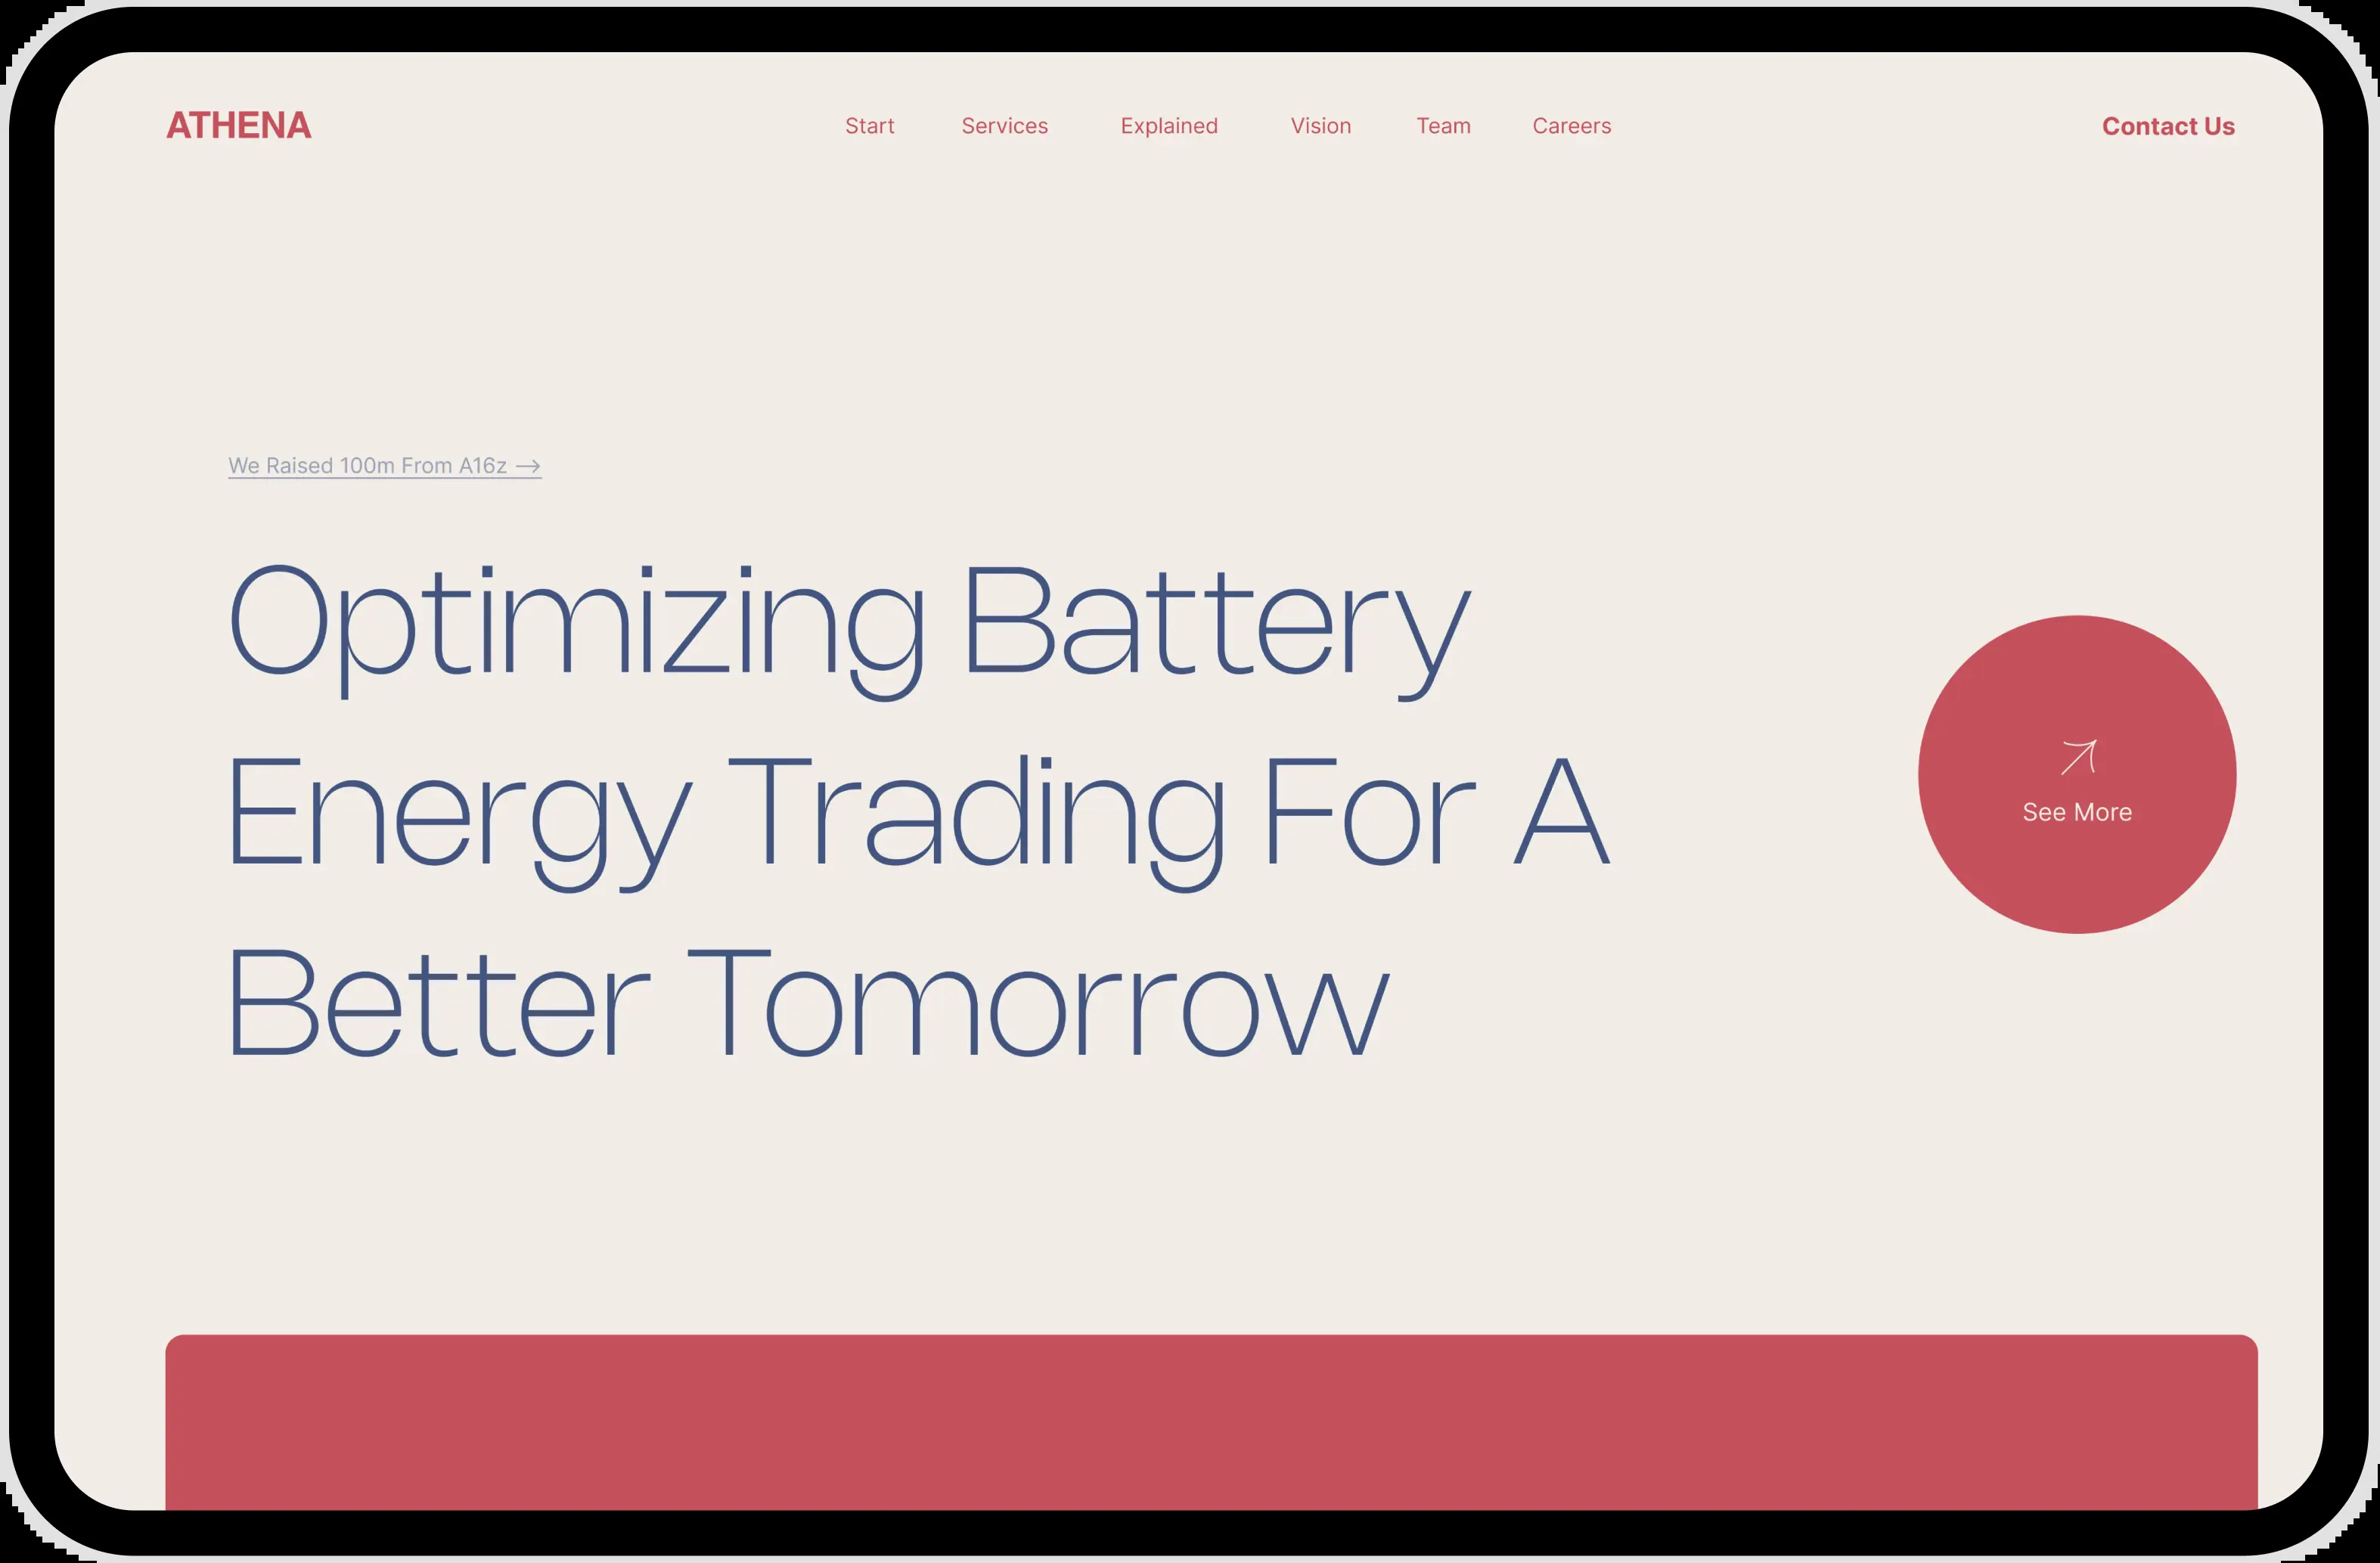 ATHENA
Start Services Explained Vision Team Careers
Contact Us
We Raised 100m From A16z →
Optimizing Battery
Energy Trading For A
Better Tomorrow
See More